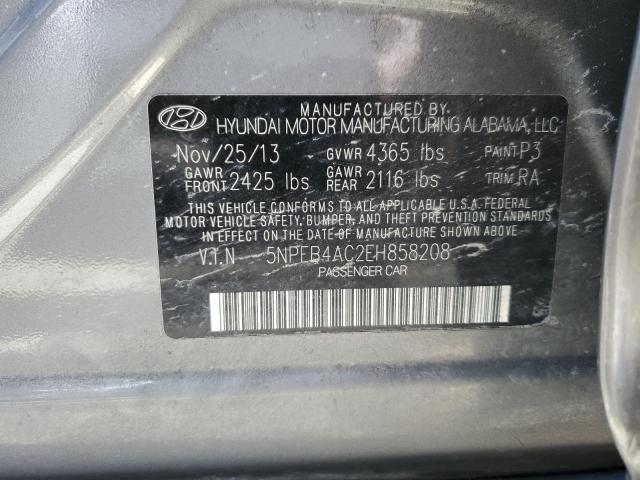 MANUFACTURED BY
HYUNDAI MOTOR MANUFACTURING ALABAMA, LLC
Nov/25/13 GVWR 4365 lbs PAINT P3
GAWR FRONT 2425 lbs GAWR REAR 2116 lbs TRIM RA
THIS VEHICLE CONFORMS TO ALL APPLICABLE U.S.A. FEDERAL
MOTOR VEHICLE SAFETY, BUMPER, AND THEFT PREVENTION STANDARDS
IN EFFECT ON THE DATE OF MANUFACTURE SHOWN ABOVE.
V.I.N 5NPEB4AC2EH858208
PASSENGER CAR